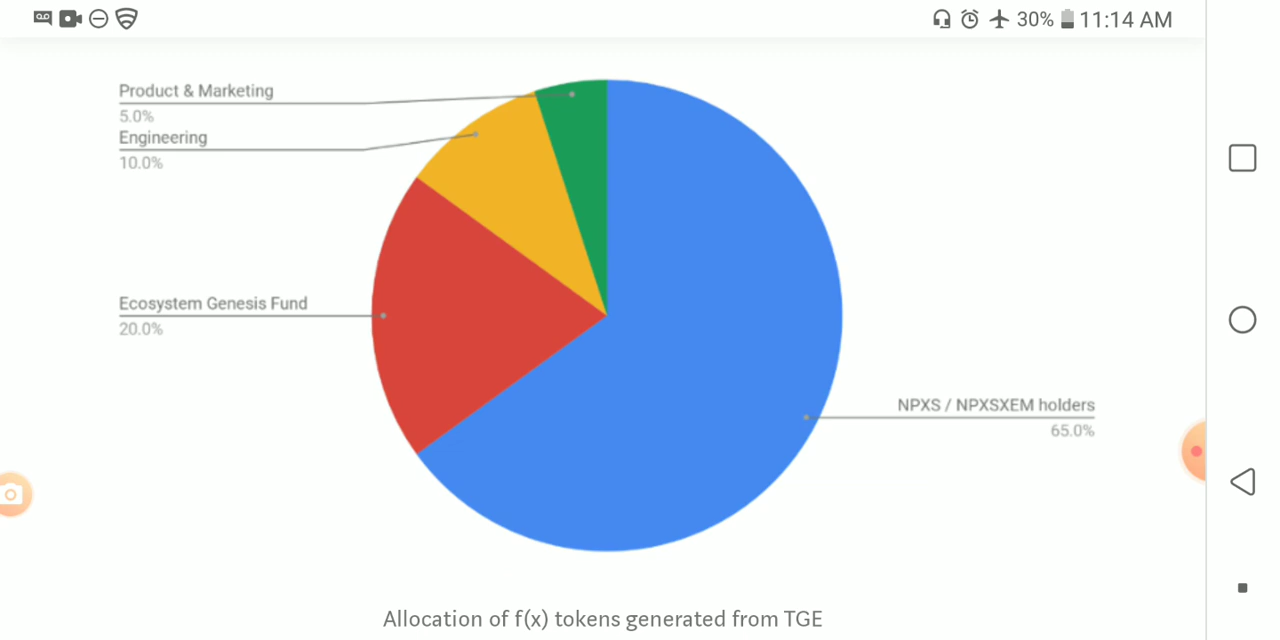 30% 11:14 AM
Product & Marketing
5.0%
Engineering
10.0%
Ecosystem Genesis Fund
20.0%
NPXS / NPXSXEM holders
65.0%
Allocation of f(x) tokens generated from TGE